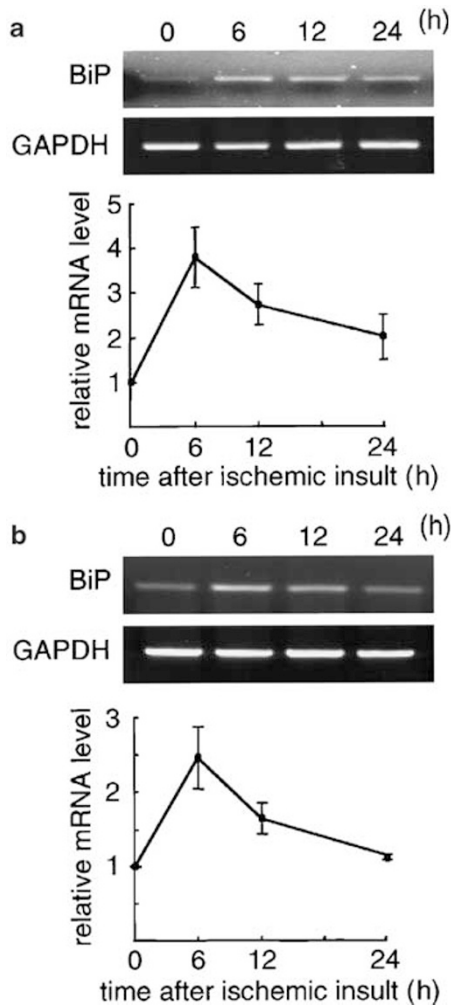 a
0 6 12 24 (h)
BiP
GAPDH
relative mRNA level
5
4
3
2
1
0 6 12 24
time after ischemic insult (h)
b
0 6 12 24 (h)
BiP
GAPDH
relative mRNA level
3
2
1
0 6 12 24
time after ischemic insult (h)